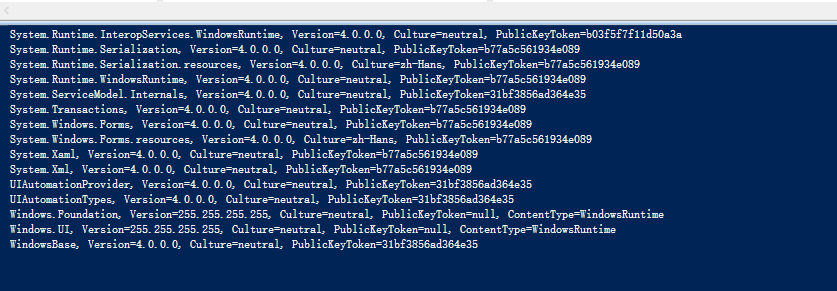 System.Runtime.InteropServices.WindowsRuntime, Version=4.0.0.0, Culture=neutral, PublicKeyToken=b03f5f7f11d50a3a
System.Runtime.Serialization, Version=4.0.0.0, Culture=neutral, PublicKeyToken=b77a5c561934e089
System.Runtime.Serialization.resources, Version=4.0.0.0, Culture=zh-Hans, PublicKeyToken=b77a5c561934e089
System.Runtime.WindowsRuntime, Version=4.0.0.0, Culture=neutral, PublicKeyToken=b77a5c561934e089
System.ServiceModel.Internals, Version=4.0.0.0, Culture=neutral, PublicKeyToken=31bf3856ad364e35
System.Transactions, Version=4.0.0.0, Culture=neutral, PublicKeyToken=b77a5c561934e089
System.Windows.Forms, Version=4.0.0.0, Culture=neutral, PublicKeyToken=b77a5c561934e089
System.Windows.Forms.resources, Version=4.0.0.0, Culture=zh-Hans, PublicKeyToken=b77a5c561934e089
System.Xaml, Version=4.0.0.0, Culture=neutral, PublicKeyToken=b77a5c561934e089
System.Xml, Version=4.0.0.0, Culture=neutral, PublicKeyToken=b77a5c561934e089
UIAutomationProvider, Version=4.0.0.0, Culture=neutral, PublicKeyToken=31bf3856ad364e35
UIAutomationTypes, Version=4.0.0.0, Culture=neutral, PublicKeyToken=31bf3856ad364e35
Windows.Foundation, Version=255.255.255.255, Culture=neutral, PublicKeyToken=null, ContentType=WindowsRuntime
Windows.UI, Version=255.255.255.255, Culture=neutral, PublicKeyToken=null, ContentType=WindowsRuntime
WindowsBase, Version=4.0.0.0, Culture=neutral, PublicKeyToken=31bf3856ad364e35